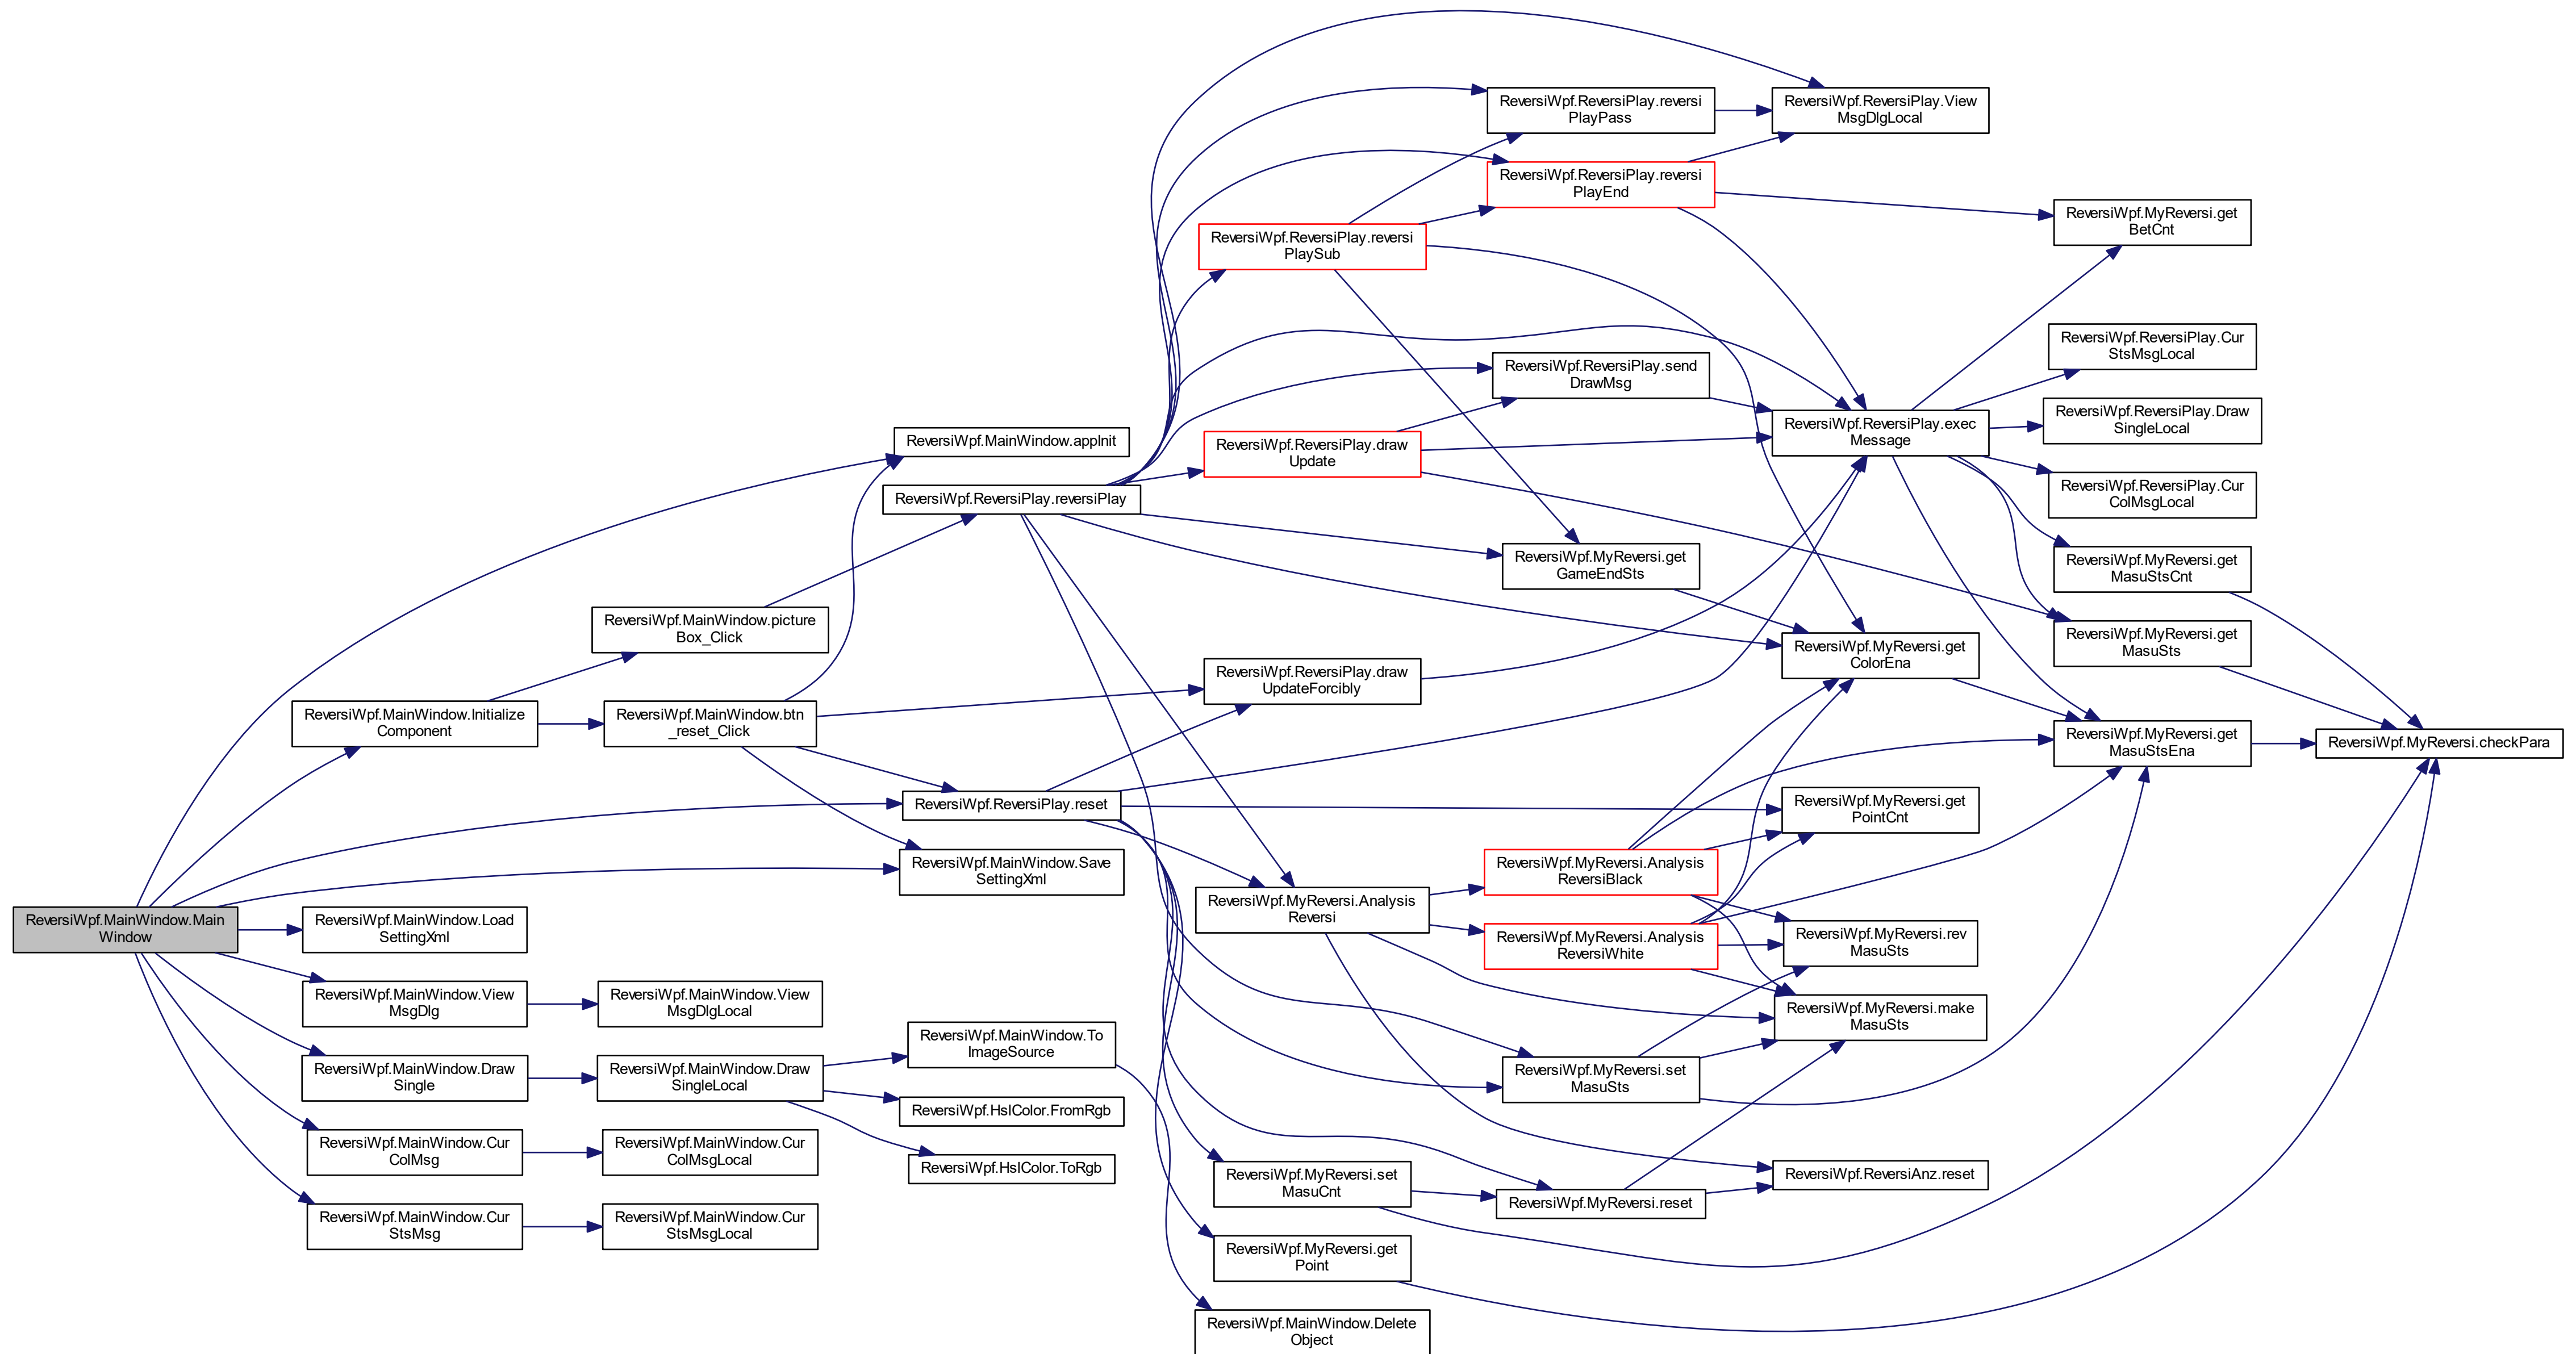 ReversiWpf.MainWindow.Main
Window
ReversiWpf.MainWindow.Initialize
Component
ReversiWpf.MainWindow.Load
SettingXml
ReversiWpf.MainWindow.View
MsgDlg
ReversiWpf.MainWindow.Draw
Single
ReversiWpf.MainWindow.Cur
ColMsg
ReversiWpf.MainWindow.Cur
StsMsg
ReversiWpf.MainWindow.picture
Box_Click
ReversiWpf.MainWindow.btn
_reset_Click
ReversiWpf.MainWindow.View
MsgDlgLocal
ReversiWpf.MainWindow.Draw
SingleLocal
ReversiWpf.MainWindow.Cur
ColMsgLocal
ReversiWpf.MainWindow.Cur
StsMsgLocal
ReversiWpf.MainWindow.appInit
ReversiWpf.ReversiPlay.reversiPlay
ReversiWpf.ReversiPlay.reset
ReversiWpf.MainWindow.Save
SettingXml
ReversiWpf.MainWindow.To
ImageSource
ReversiWpf.HslColor.FromRgb
ReversiWpf.HslColor.ToRgb
ReversiWpf.ReversiPlay.reversi
PlaySub
ReversiWpf.ReversiPlay.draw
Update
ReversiWpf.ReversiPlay.draw
UpdateForcibly
ReversiWpf.MyReversi.Analysis
Reversi
ReversiWpf.MyReversi.set
MasuCnt
ReversiWpf.MyReversi.get
Point
ReversiWpf.MainWindow.Delete
Object
ReversiWpf.ReversiPlay.reversi
PlayPass
ReversiWpf.ReversiPlay.reversi
PlayEnd
ReversiWpf.ReversiPlay.send
DrawMsg
ReversiWpf.MyReversi.get
GameEndSts
ReversiWpf.MyReversi.Analysis
ReversiBlack
ReversiWpf.MyReversi.Analysis
ReversiWhite
ReversiWpf.MyReversi.set
MasuSts
ReversiWpf.MyReversi.reset
ReversiWpf.ReversiPlay.View
MsgDlgLocal
ReversiWpf.ReversiPlay.exec
Message
ReversiWpf.MyReversi.get
ColorEna
ReversiWpf.MyReversi.get
PointCnt
ReversiWpf.MyReversi.rev
MasuSts
ReversiWpf.MyReversi.make
MasuSts
ReversiWpf.ReversiAnz.reset
ReversiWpf.MyReversi.get
BetCnt
ReversiWpf.ReversiPlay.Cur
StsMsgLocal
ReversiWpf.ReversiPlay.Draw
SingleLocal
ReversiWpf.ReversiPlay.Cur
ColMsgLocal
ReversiWpf.MyReversi.get
MasuStsCnt
ReversiWpf.MyReversi.get
MasuSts
ReversiWpf.MyReversi.get
MasuStsEna
ReversiWpf.MyReversi.checkPara